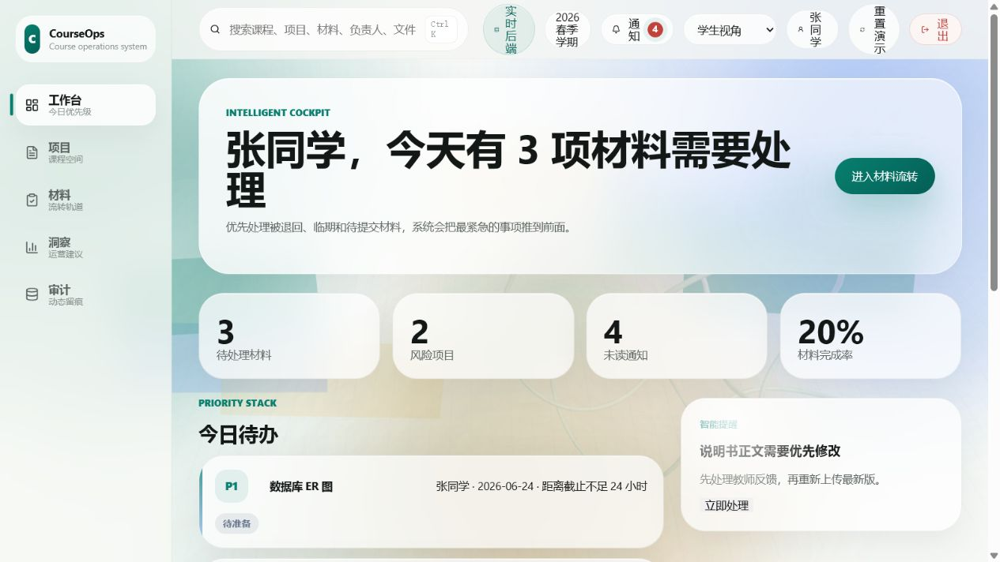 C
CourseOps
Course operations system
搜索课程、项目、材料、负责人、文件
Ctrl
K
实
时
后
端
2026
春季
学期
通
知
4
学生视角
张
同
学
重
置
演
示
退
出
工作台
今日优先级
项目
课程空间
材料
流转轨道
洞察
运营建议
审计
动态留痕
INTELLIGENT COCKPIT
张同学，今天有 3 项材料需要处
理
优先处理被退回、临期和待提交材料，系统会把最紧急的事项推到前面。
进入材料流转
3
待处理材料
2
风险项目
4
未读通知
20%
材料完成率
PRIORITY STACK
今日待办
P1
数据库 ER 图
张同学 · 2026-06-24 · 距离截止不足 24 小时
待准备
智能提醒
说明书正文需要优先修改
先处理教师反馈，再重新上传最新版。
立即处理